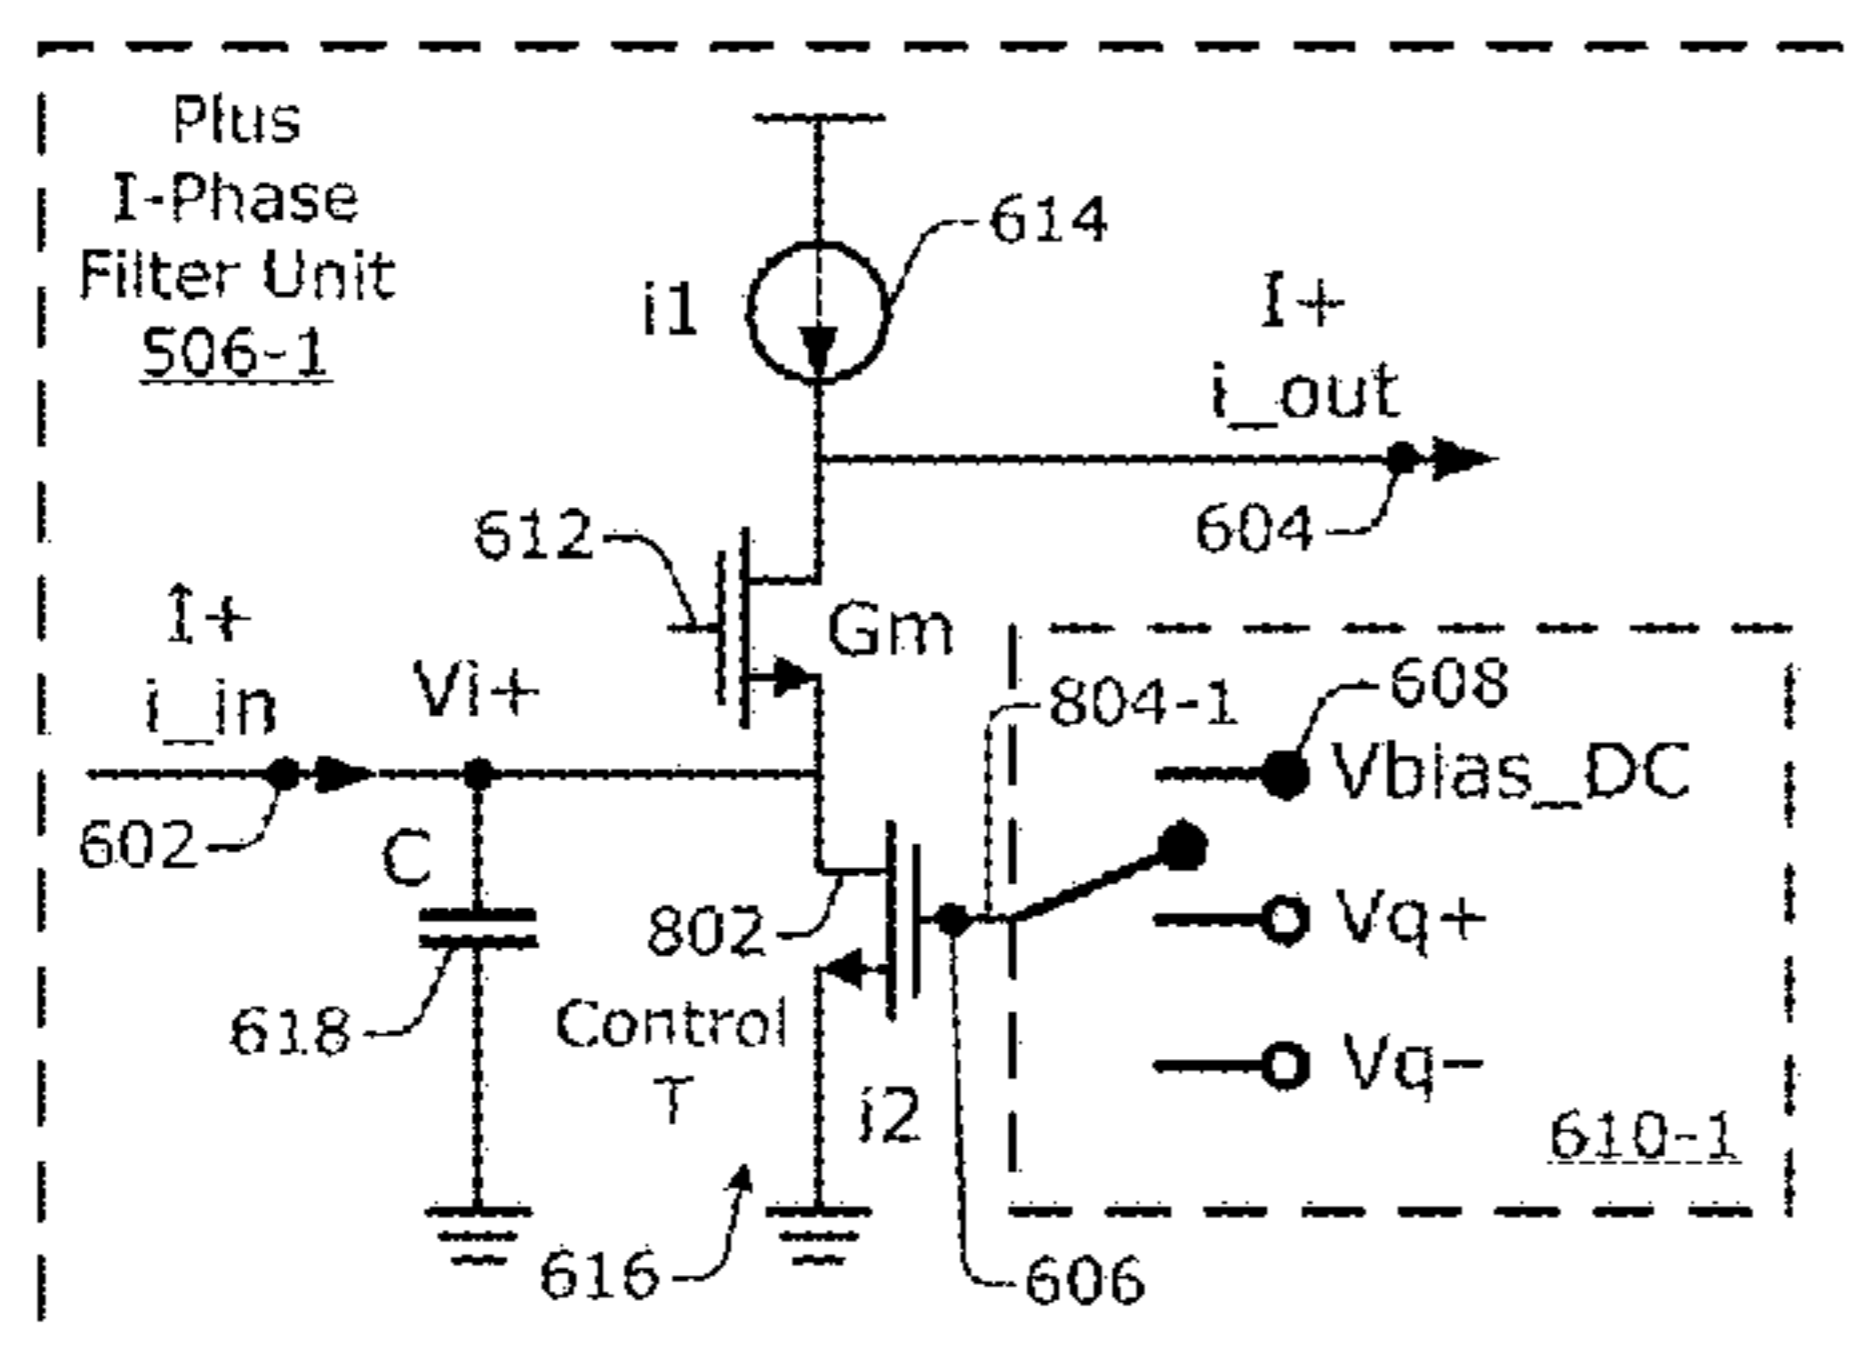 Plus
I-Phase
Filter Unit
506-1
614
i1
I+
i_out
612
604
I+
Gm
i_in
Vi+
804-1
608
Vbias_DC
602
C
802
Vq+
618
Control
T
i2
Vq-
610-1
616
606